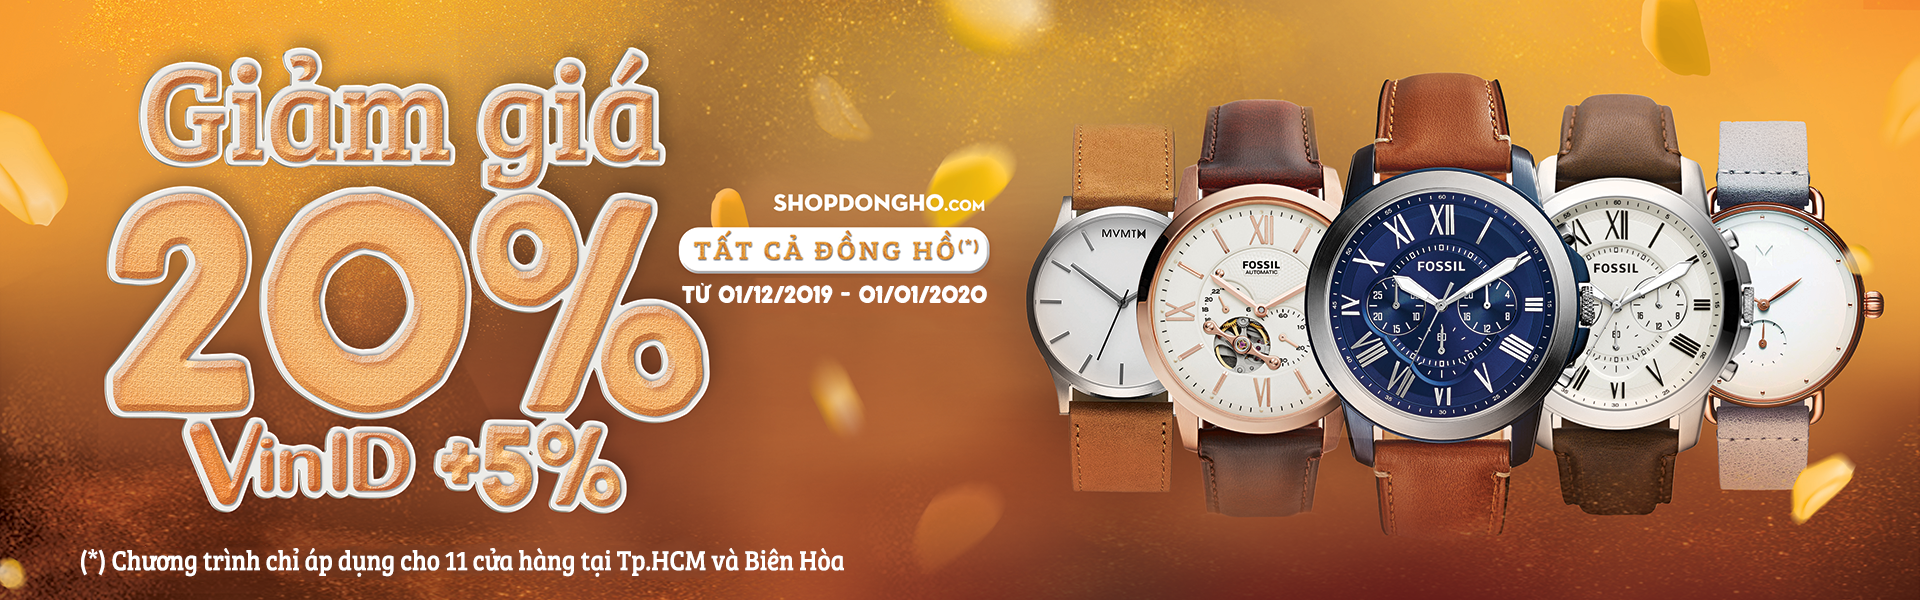 Giảm giá
20%
VinID +5%
SHOPDONGHO.COM
TẤT CẢ ĐỒNG HỒ(*)
TỪ 01/12/2019 - 01/01/2020
(*) Chương trình chỉ áp dụng cho 11 cửa hàng tại Tp.HCM và Biên Hòa
MVMT
FOSSIL
AUTOMATIC
FOSSIL
FOSSIL